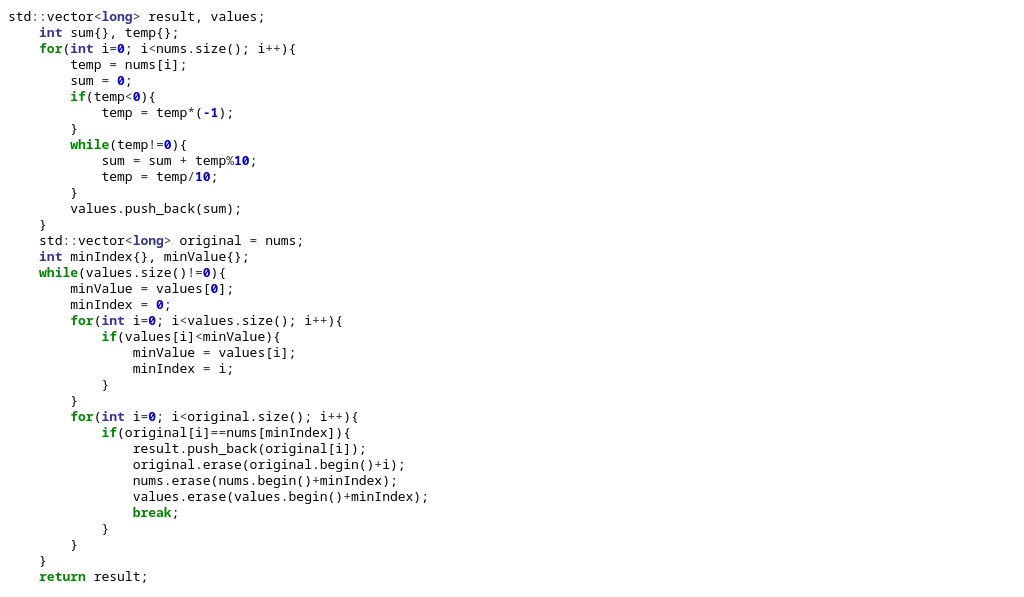 std::vector<long> result, values;
    int sum{}, temp{};
    for(int i=0; i<nums.size(); i++){
        temp = nums[i];
        sum = 0;
        if(temp<0){
            temp = temp*(-1);
        }
        while(temp!=0){
            sum = sum + temp%10;
            temp = temp/10;
        }
        values.push_back(sum);
    }
    std::vector<long> original = nums;
    int minIndex{}, minValue{};
    while(values.size()!=0){
        minValue = values[0];
        minIndex = 0;
        for(int i=0; i<values.size(); i++){
            if(values[i]<minValue){
                minValue = values[i];
                minIndex = i;
            }
        }
        for(int i=0; i<original.size(); i++){
            if(original[i]==nums[minIndex]){
                result.push_back(original[i]);
                original.erase(original.begin()+i);
                nums.erase(nums.begin()+minIndex);
                values.erase(values.begin()+minIndex);
                break;
            }
        }
    }
    return result;